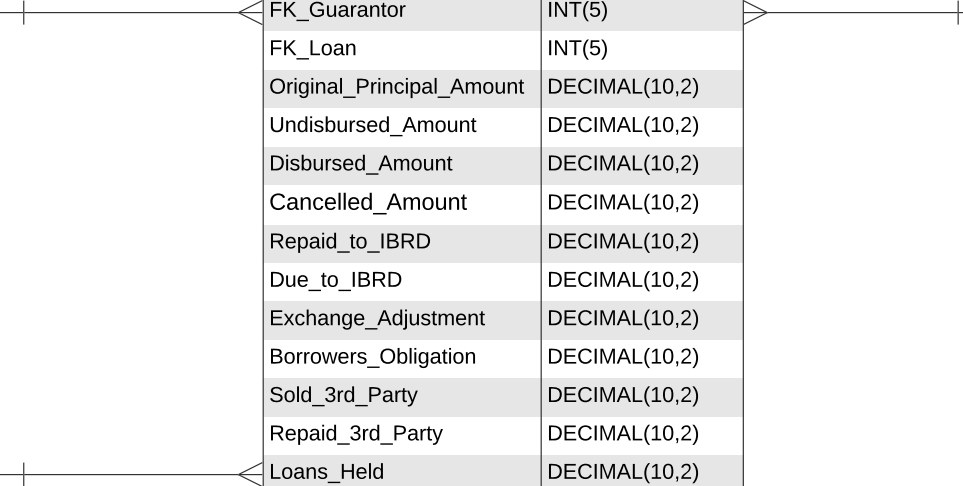 FK_Guarantor INT(5)
FK_Loan INT(5)
Original_Principal_Amount DECIMAL(10,2)
Undisbursed_Amount DECIMAL(10,2)
Disbursed_Amount DECIMAL(10,2)
Cancelled_Amount DECIMAL(10,2)
Repaid_to_IBRD DECIMAL(10,2)
Due_to_IBRD DECIMAL(10,2)
Exchange_Adjustment DECIMAL(10,2)
Borrowers_Obligation DECIMAL(10,2)
Sold_3rd_Party DECIMAL(10,2)
Repaid_3rd_Party DECIMAL(10,2)
Loans_Held DECIMAL(10,2)